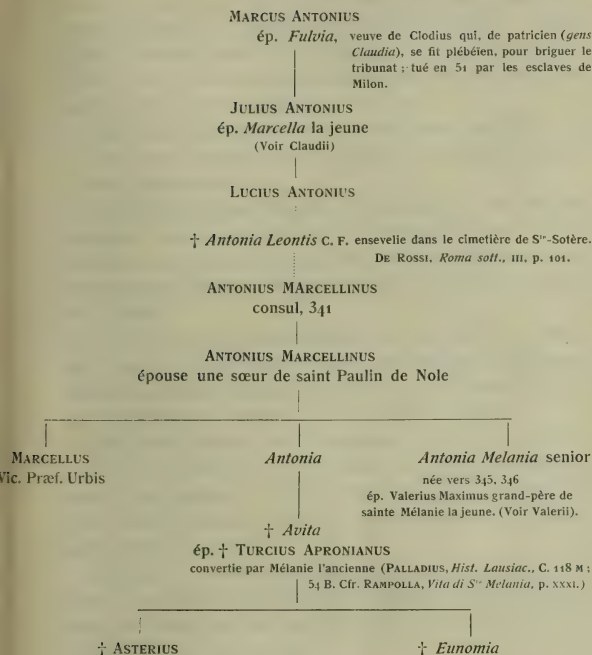 MARCUS ANTONIUS
ép. Fulvia, veuve de Clodius qui, de patricien (gens
Claudia), se fit plébéien, pour briguer le
tribunat ; tué en 51 par les esclaves de
Milon.
JULIUS ANTONIUS
ép. Marcella la jeune
(Voir Claudii)
LUCIUS ANTONIUS
† Antonia Leontis C. F. ensevelie dans le cimetière de Ste-Sotère.
DE ROSSI, Roma sott., III, p. 101.
ANTONIUS MARCELLINUS
consul, 341
ANTONIUS MARCELLINUS
épouse une sœur de saint Paulin de Nole
MARCELLUS
Vic. Præf. Urbis
Antonia
Antonia Melania senior
née vers 345, 346
ép. Valerius Maximus grand-père de
sainte Mélanie la jeune. (Voir Valerii).
† Avita
ép. † TURCIUS APRONIANUS
convertie par Mélanie l'ancienne (PALLADIUS, Hist. Lausiac., C. 118 M ;
54 B. Cfr. RAMPOLLA, Vita di Sta Melania, p. XXXI.)
† ASTERIUS
† Eunomia